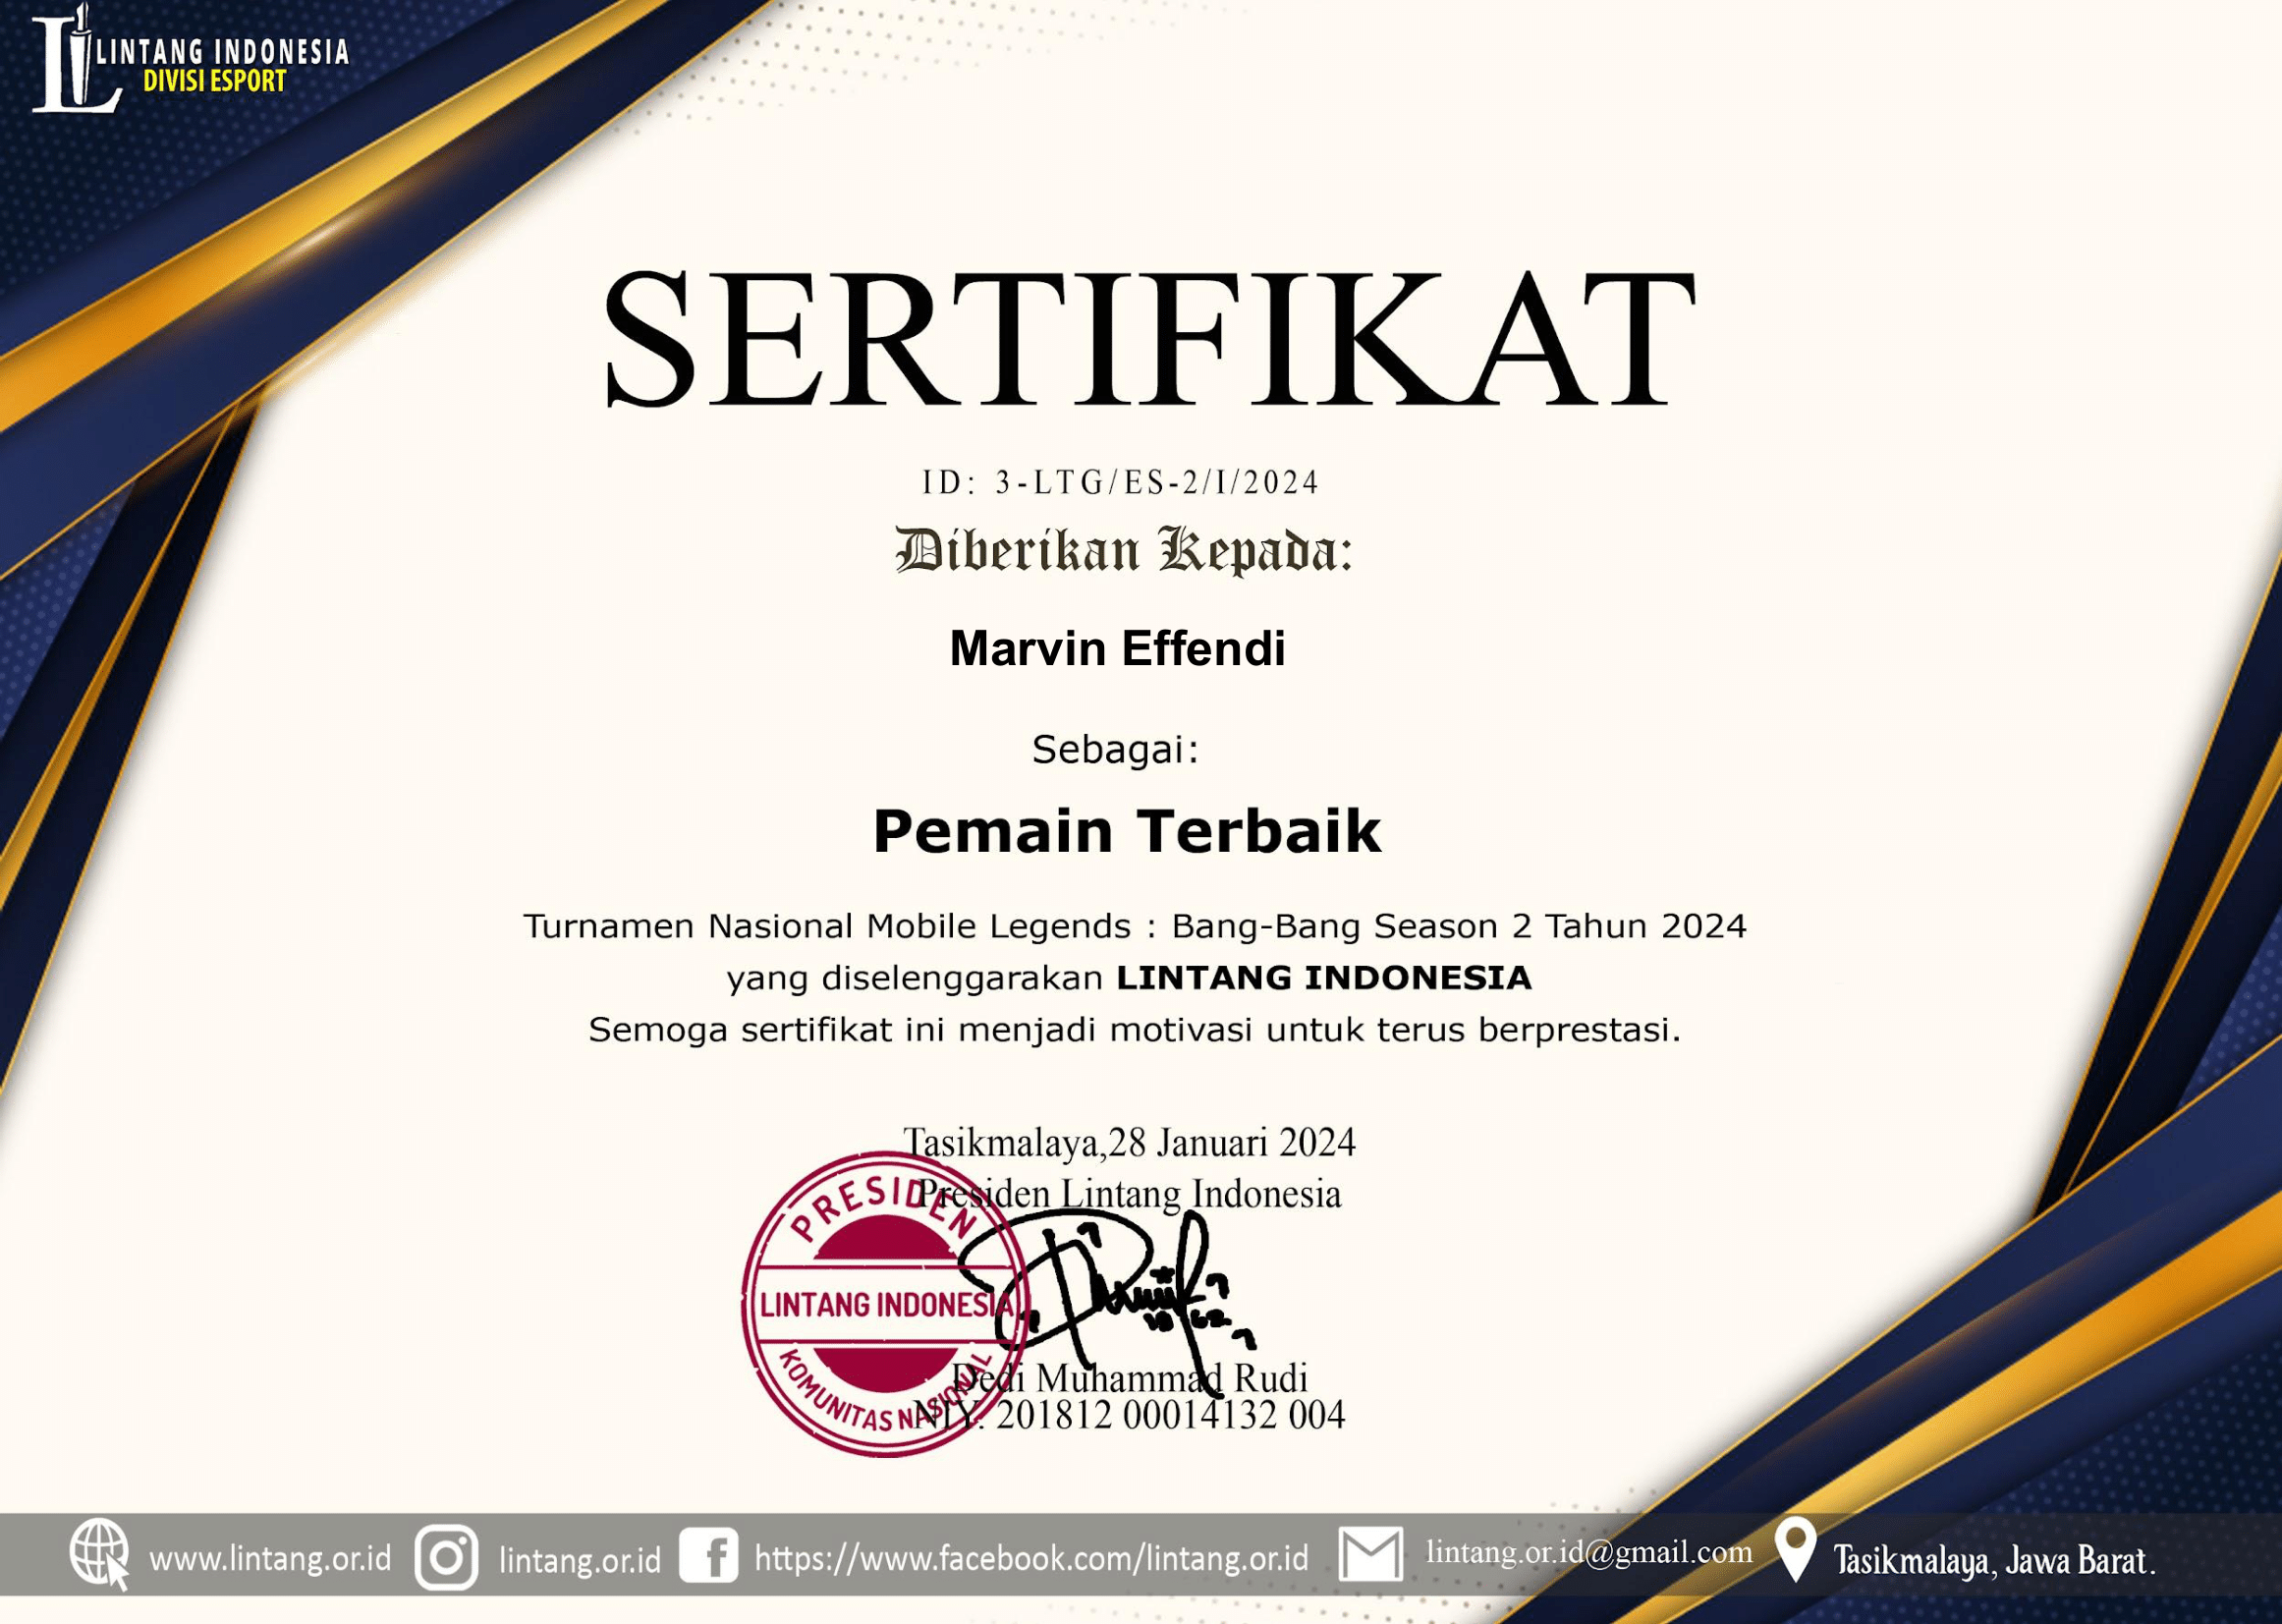 LINTANG INDONESIA
DIVISI ESPORT
SERTIFIKAT
ID: 3-LTG/ES-2/I/2024
Diberikan Kepada:
Marvin Effendi
Sebagai:
Pemain Terbaik
Turnamen Nasional Mobile Legends : Bang-Bang Season 2 Tahun 2024
yang diselenggarakan LINTANG INDONESIA
Semoga sertifikat ini menjadi motivasi untuk terus berprestasi.
Tasikmalaya,28 Januari 2024
Presiden Lintang Indonesia
PRESIDEN
LINTANG INDONESIA
KOMUNITAS NASIONAL
Dedi Muhammad Rudi
NIY. 201812 00014132 004
www.lintang.or.id
lintang.or.id
https://www.facebook.com/lintang.or.id
lintang.or.id@gmail.com
Tasikmalaya, Jawa Barat.